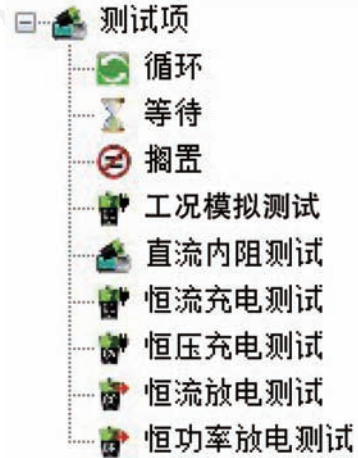 测试项
循环
等待
搁置
工况模拟测试
直流内阻测试
恒流充电测试
恒压充电测试
恒流放电测试
恒功率放电测试